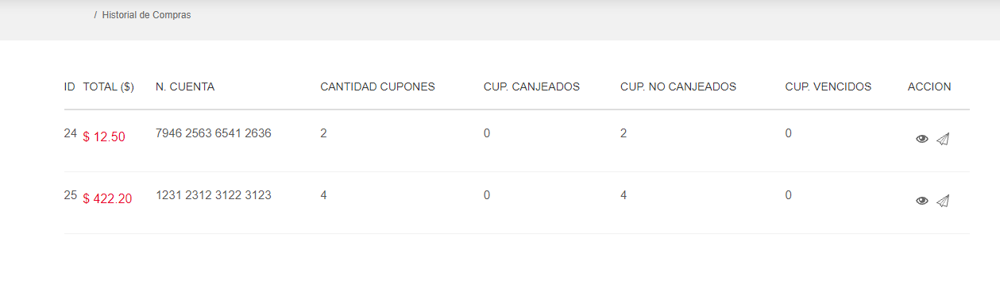 / Historial de Compras
ID TOTAL ($) N. CUENTA CANTIDAD CUPONES CUP. CANJEADOS CUP. NO CANJEADOS CUP. VENCIDOS ACCION
24 $ 12.50 7946 2563 6541 2636 2 0 2 0
25 $ 422.20 1231 2312 3122 3123 4 0 4 0